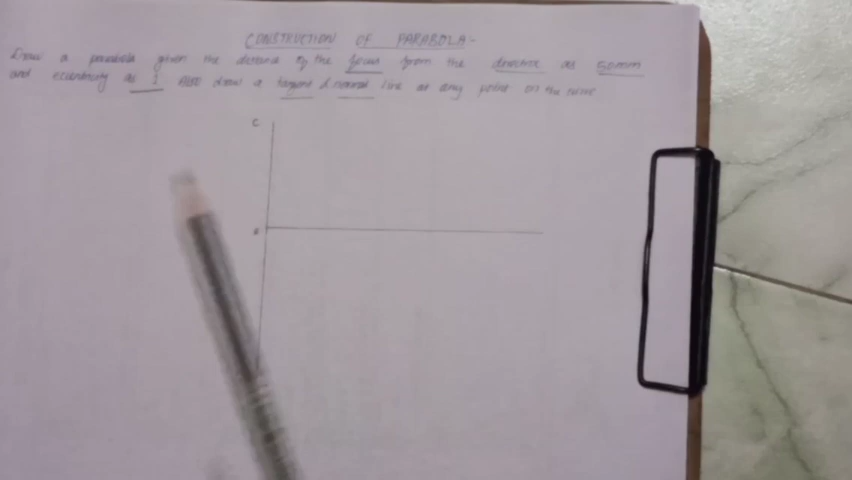 CONSTRUCTION OF PARABOLA-
Draw a parabola given the distance of the focus from the directrix as 50mm
and eccentricity as 1. Also draw a tangent & normal line at any point on the curve
C